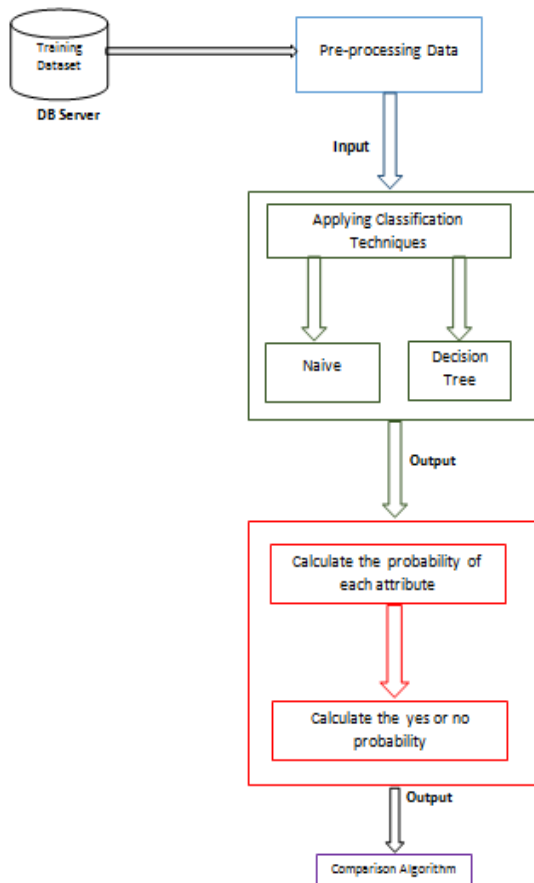 Training
Dataset
DB Server
Pre-processing Data
Input
Applying Classification
Techniques
Naive
Decision
Tree
Output
Calculate the probability of
each attribute
Calculate the yes or no
probability
Output
Comparison Algorithm